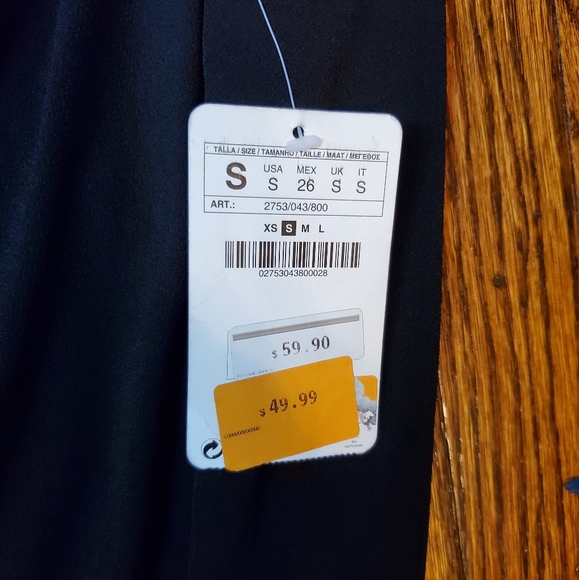 TALLA / SIZE / TAMANHO / TAILLE / MAAT / ΜΕΓΕΘΟΣ
S USA MEX UK IT
S 26 S S
ART.: 2753/043/800
XS S M L
02753043800028
$ 59.90
$ 49.99